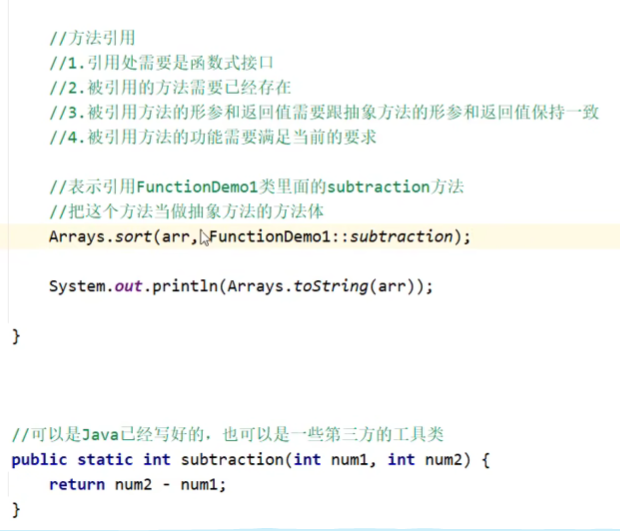 //方法引用
//1.引用处需要是函数式接口
//2.被引用的方法需要已经存在
//3.被引用方法的形参和返回值需要跟抽象方法的形参和返回值保持一致
//4.被引用方法的功能需要满足当前的要求
//表示引用FunctionDemo1类里面的subtraction方法
//把这个方法当做抽象方法的方法体
Arrays.sort(arr, FunctionDemo1::subtraction);
System.out.println(Arrays.toString(arr));
}
//可以是Java已经写好的，也可以是一些第三方的工具类
public static int subtraction(int num1, int num2) {
return num2 - num1;
}